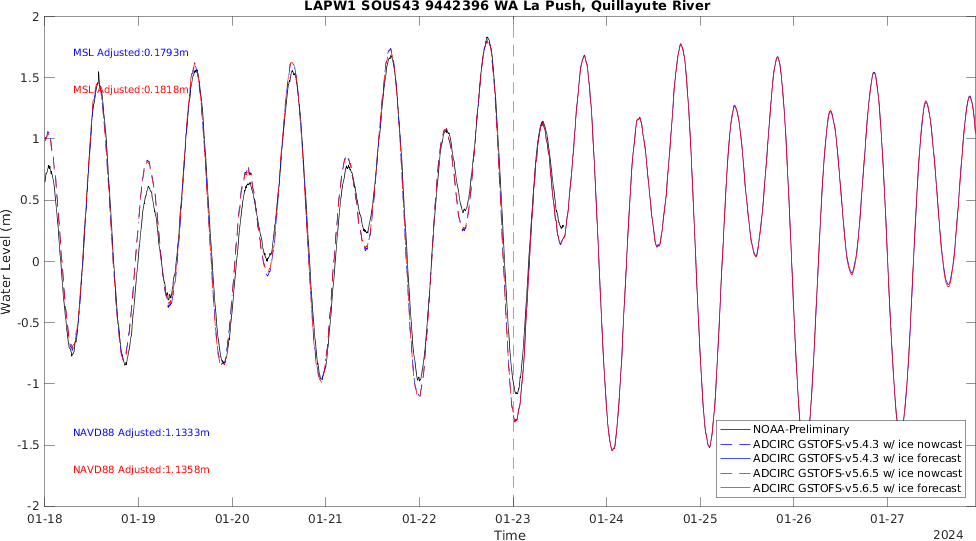 LAPW1 SOUS43 9442396 WA La Push, Quillayute River
2
1.5
1
0.5
0
-0.5
-1
-1.5
-2
Water Level (m)
MSL Adjusted:0.1793m
MSL Adjusted:0.1818m
NAVD88 Adjusted:1.1333m
NAVD88 Adjusted:1.1358m
NOAA-Preliminary
ADCIRC GSTOFS-v5.4.3 w/ ice nowcast
ADCIRC GSTOFS-v5.4.3 w/ ice forecast
ADCIRC GSTOFS-v5.6.5 w/ ice nowcast
ADCIRC GSTOFS-v5.6.5 w/ ice forecast
01-18 01-19 01-20 01-21 01-22 01-23 01-24 01-25 01-26 01-27
Time
2024